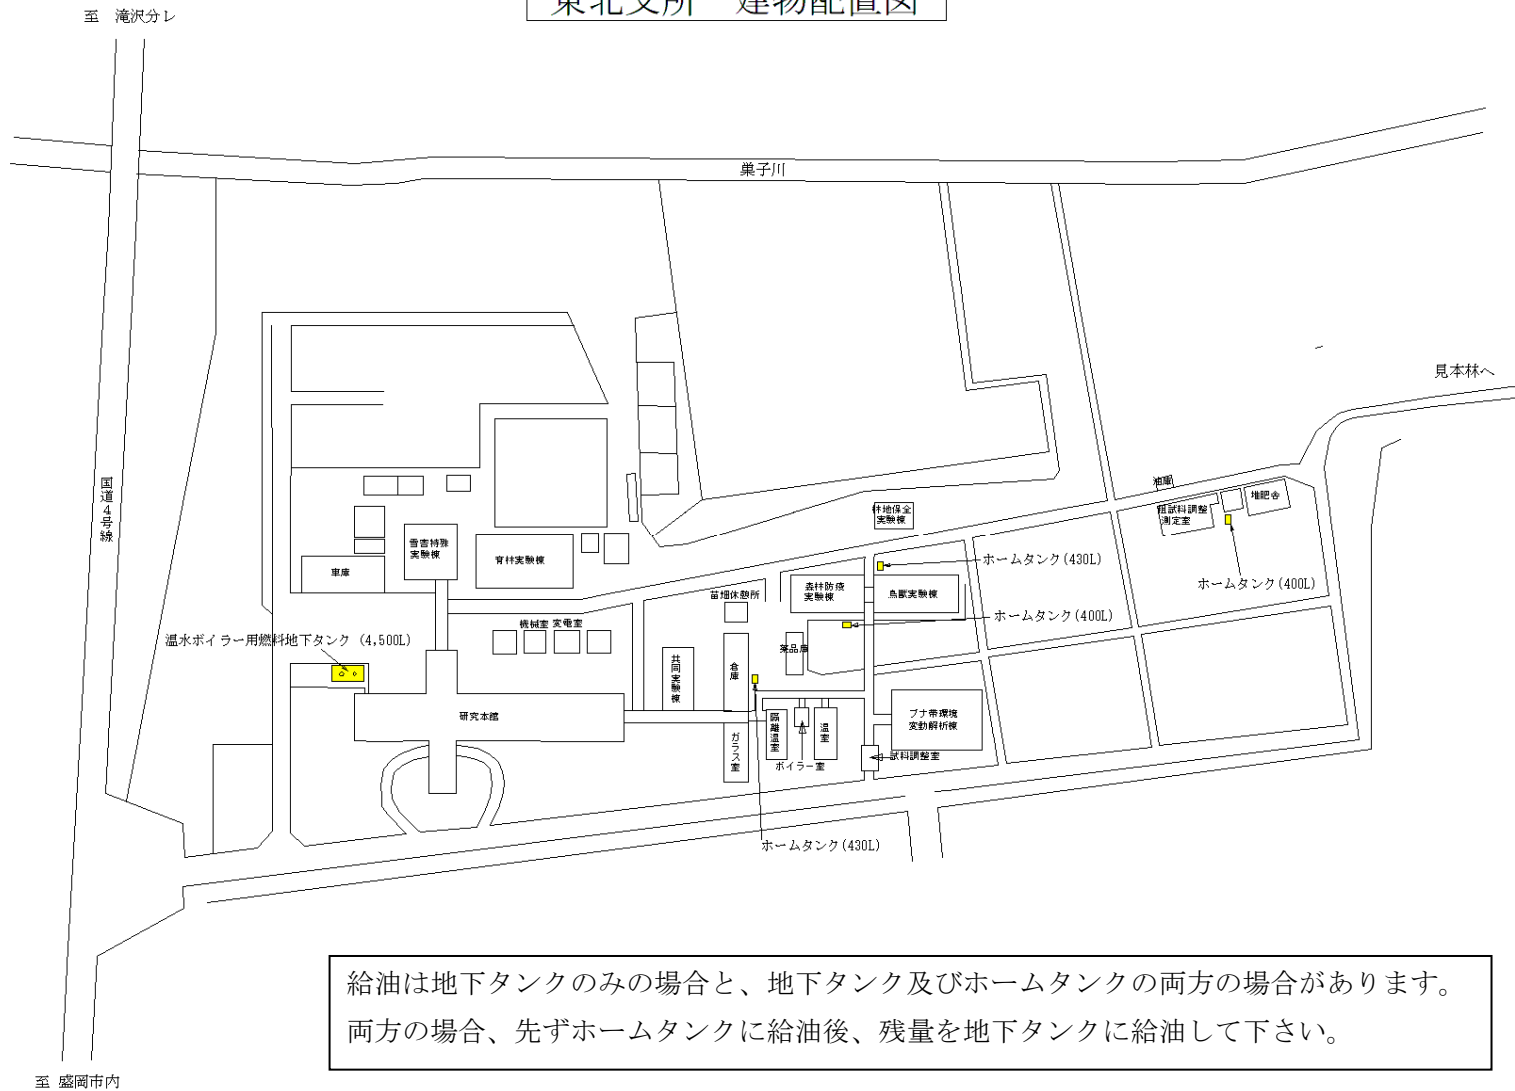 東北支所 建物配置図
至 滝沢分レ
巣子川
見本林へ
国道4号線
油庫
堆肥舎
粗試料調整
測定室
林地保全
実験棟
雪害特殊
実験棟
育林実験棟
車庫
ホームタンク(430L)
ホームタンク(400L)
森林防疫
実験棟
鳥獣実験棟
苗畑休憩所
ホームタンク(400L)
機械室 変電室
温水ボイラー用燃料地下タンク (4,500L)
薬品庫
共同実験棟
倉庫
研究本館
隔離温室
温室
ブナ帯環境
変動解析棟
ガラス室
ボイラー室
試料調整室
ホームタンク(430L)
給油は地下タンクのみの場合と、地下タンク及びホームタンクの両方の場合があります。
両方の場合、先ずホームタンクに給油後、残量を地下タンクに給油して下さい。
至 盛岡市内